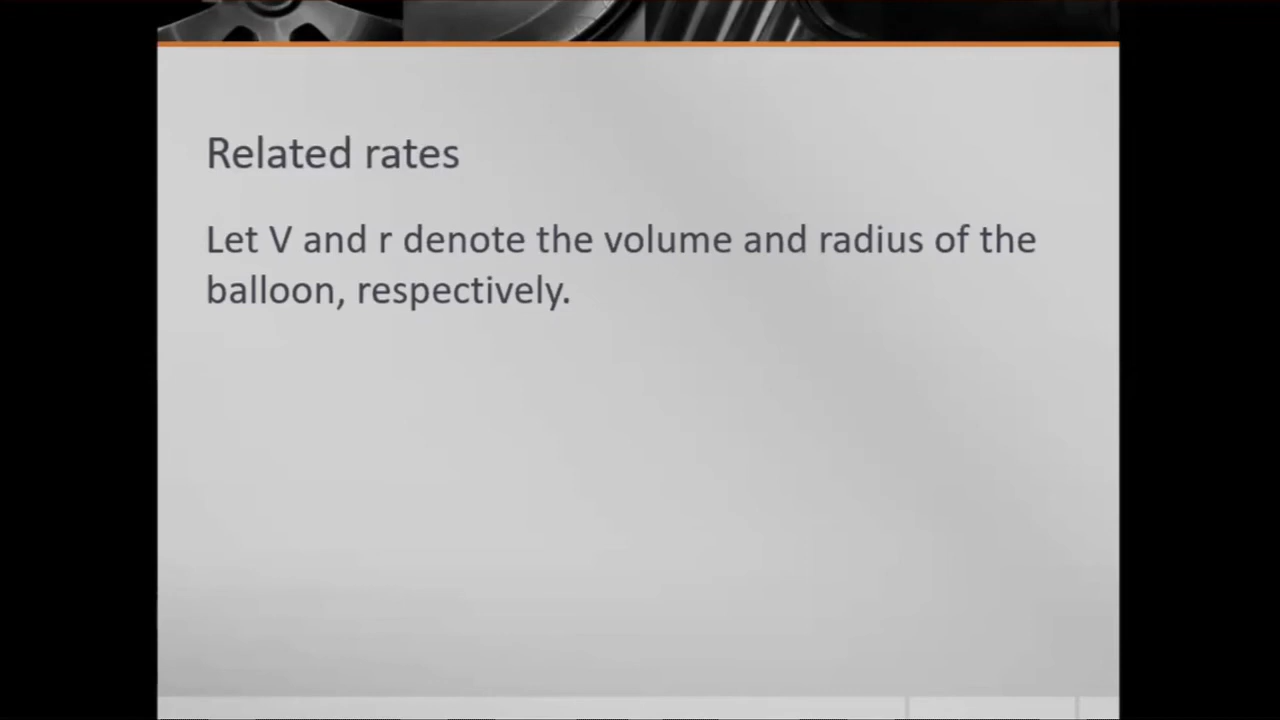 Related rates
Let V and r denote the volume and radius of the
balloon, respectively.